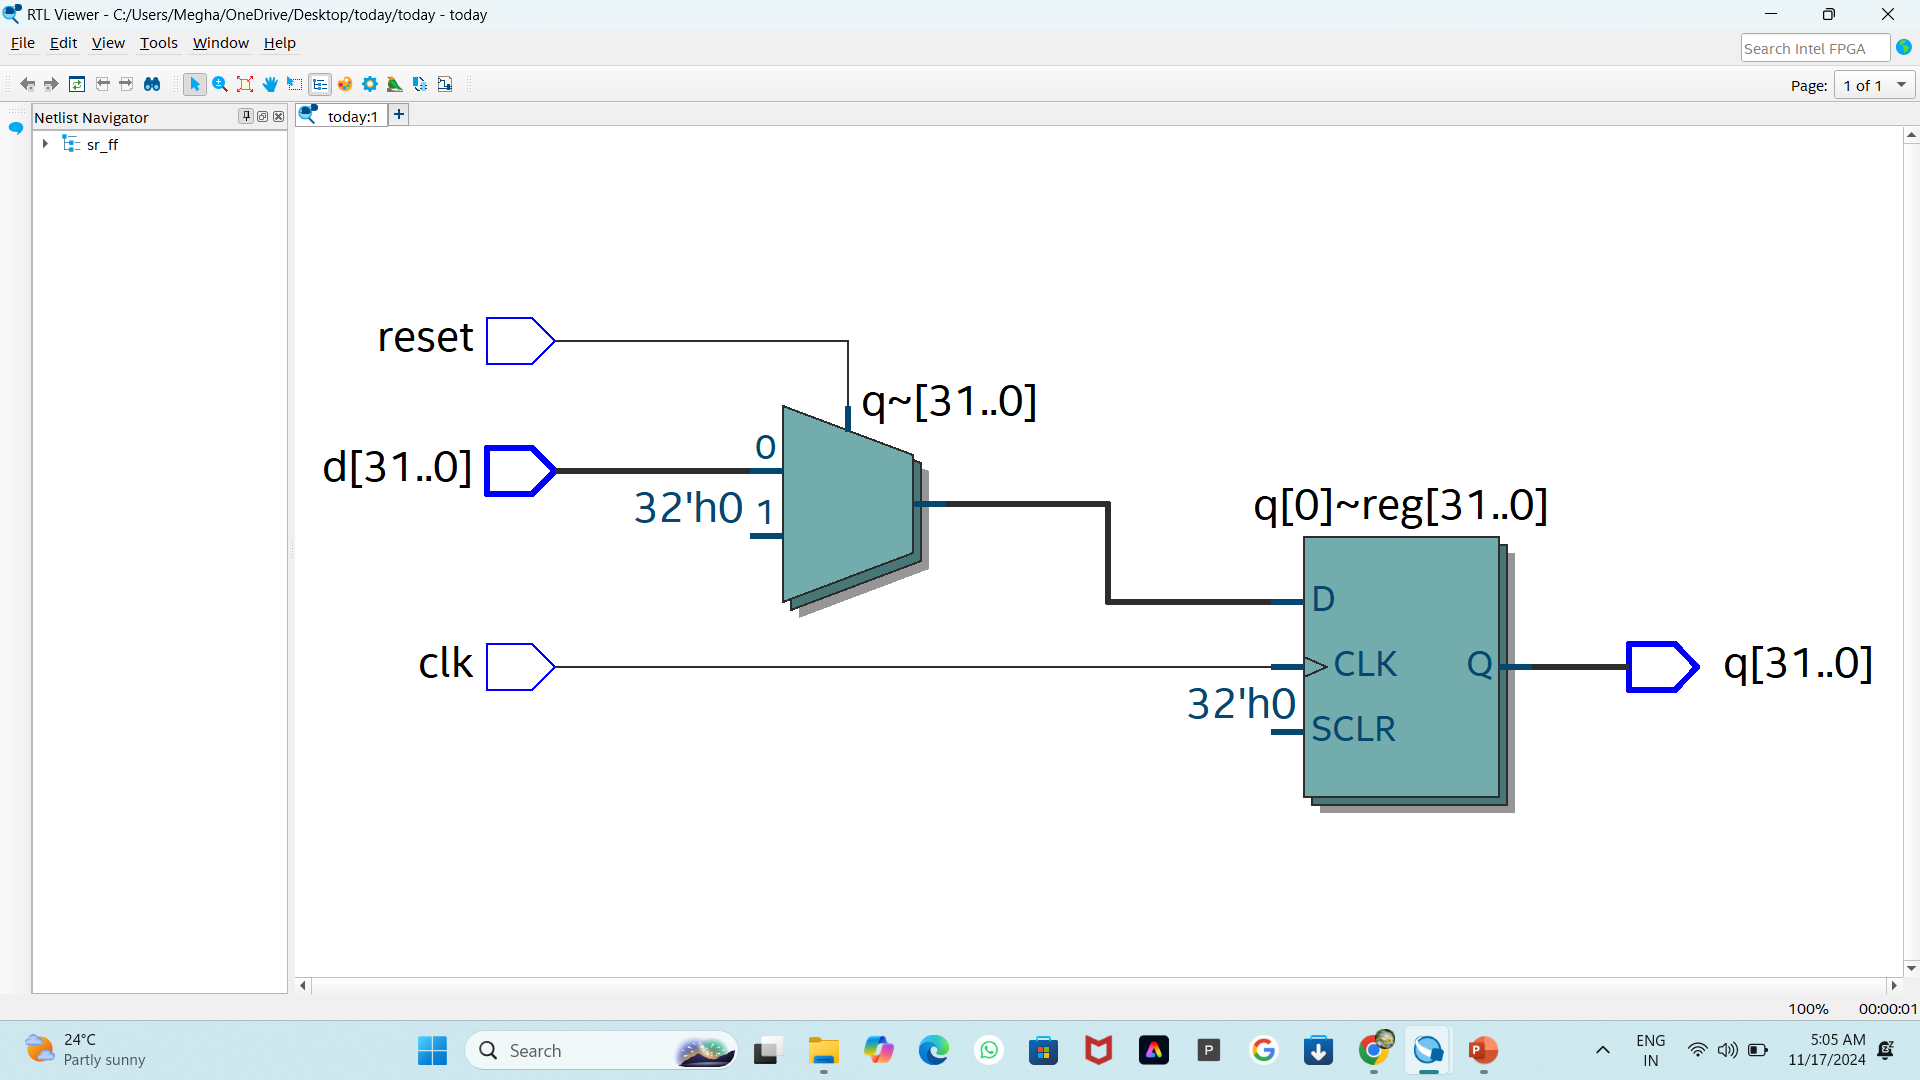 RTL Viewer - C:/Users/Megha/OneDrive/Desktop/today/today - today
File Edit View Tools Window Help
Search Intel FPGA
Page: 1 of 1
Netlist Navigator
today:1
+
sr_ff
reset
q~[31..0]
0
d[31..0]
32'h0 1
q[0]~reg[31..0]
D
clk
CLK
Q
q[31..0]
32'h0
SCLR
100% 00:00:01
24°C
Partly sunny
Search
P
P
ENG
IN
5:05 AM
11/17/2024